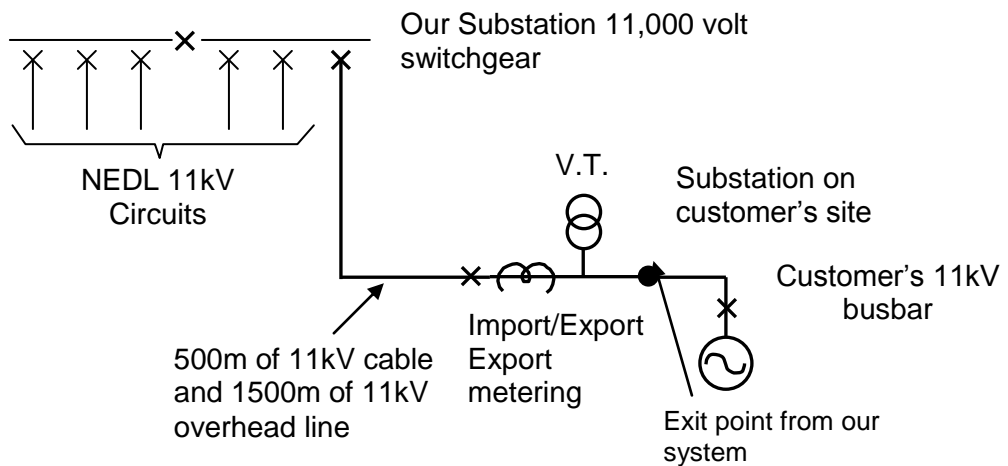 Our Substation 11,000 volt
switchgear
NEDL 11kV
Circuits
V.T.
Substation on
customer’s site
Customer’s 11kV
busbar
Import/Export
Export
metering
500m of 11kV cable
and 1500m of 11kV
overhead line
Exit point from our
system